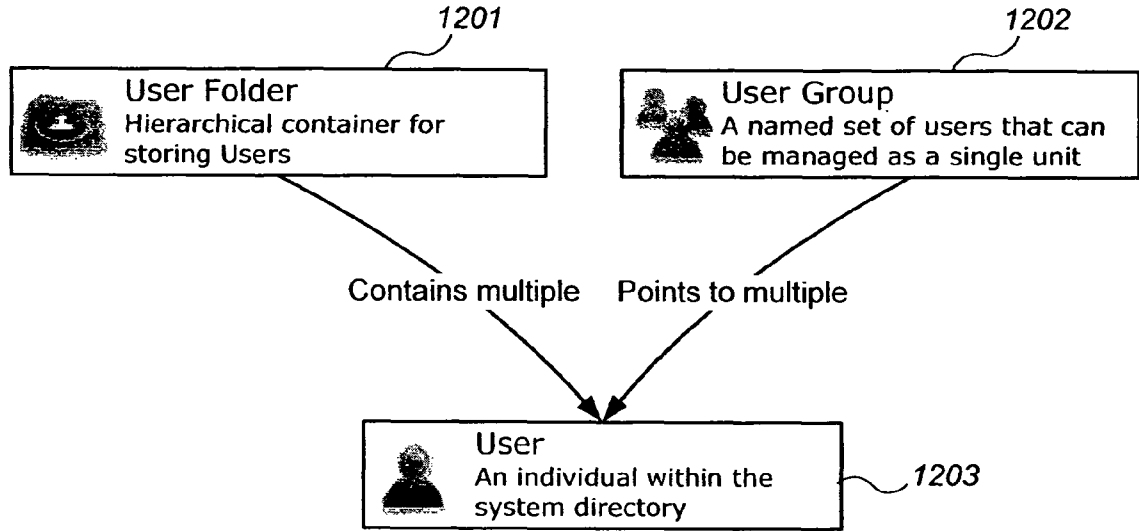 1201
1202
User Folder
Hierarchical container for
storing Users
User Group
A named set of users that can
be managed as a single unit
Contains multiple
Points to multiple
User
An individual within the
system directory
1203